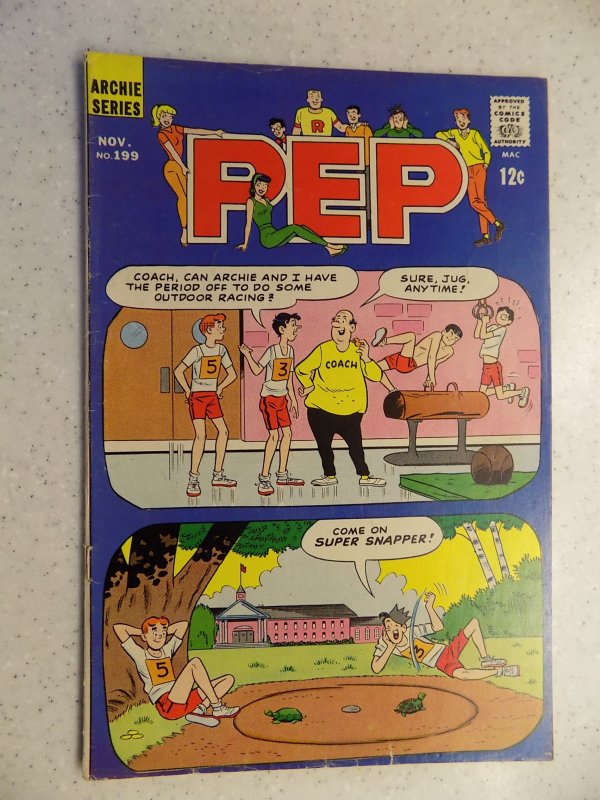 ARCHIE
SERIES
NOV.
NO.199
R
APPROVED
BY THE
COMICS
CODE
AUTHORITY
MAC
12¢
PEP
COACH, CAN ARCHIE AND I HAVE
THE PERIOD OFF TO DO SOME
OUTDOOR RACING?
SURE, JUG,
ANYTIME!
5
3
COACH
COME ON
SUPER SNAPPER!
5
3